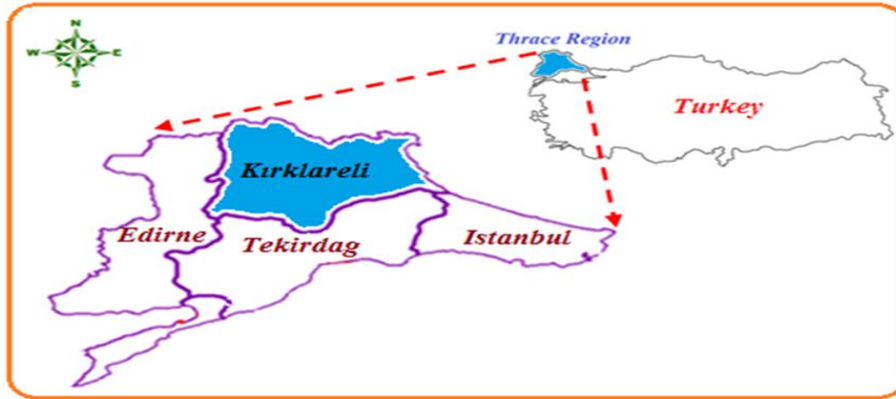 N
W E
S
Thrace Region
Turkey
Kırklareli
Edirne
Tekirdag
Istanbul